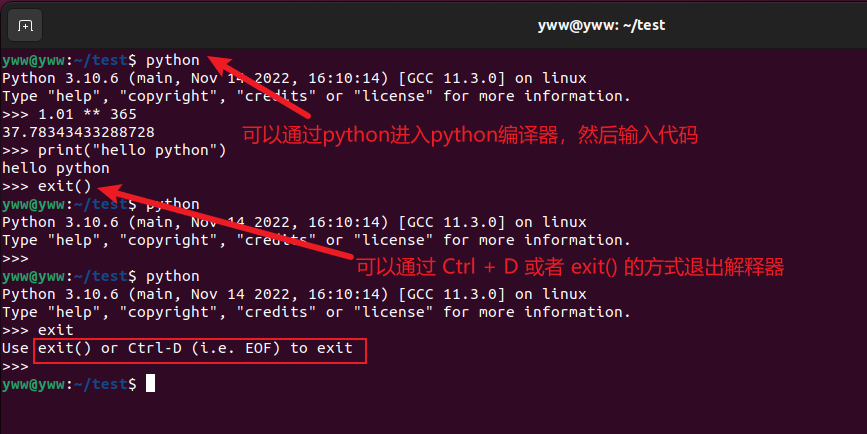 yww@yww: ~/test
yww@yww:~/test$ python
Python 3.10.6 (main, Nov 14 2022, 16:10:14) [GCC 11.3.0] on linux
Type "help", "copyright", "credits" or "license" for more information.
>>> 1.01 ** 365
37.78343433288728
可以通过python进入python编译器，然后输入代码
>>> print("hello python")
hello python
>>> exit()
yww@yww:~/test$ python
Python 3.10.6 (main, Nov 14 2022, 16:10:14) [GCC 11.3.0] on linux
Type "help", "copyright", "credits" or "license" for more information.
>>>
可以通过 Ctrl + D 或者 exit() 的方式退出解释器
yww@yww:~/test$ python
Python 3.10.6 (main, Nov 14 2022, 16:10:14) [GCC 11.3.0] on linux
Type "help", "copyright", "credits" or "license" for more information.
>>> exit
Use exit() or Ctrl-D (i.e. EOF) to exit
>>>
yww@yww:~/test$